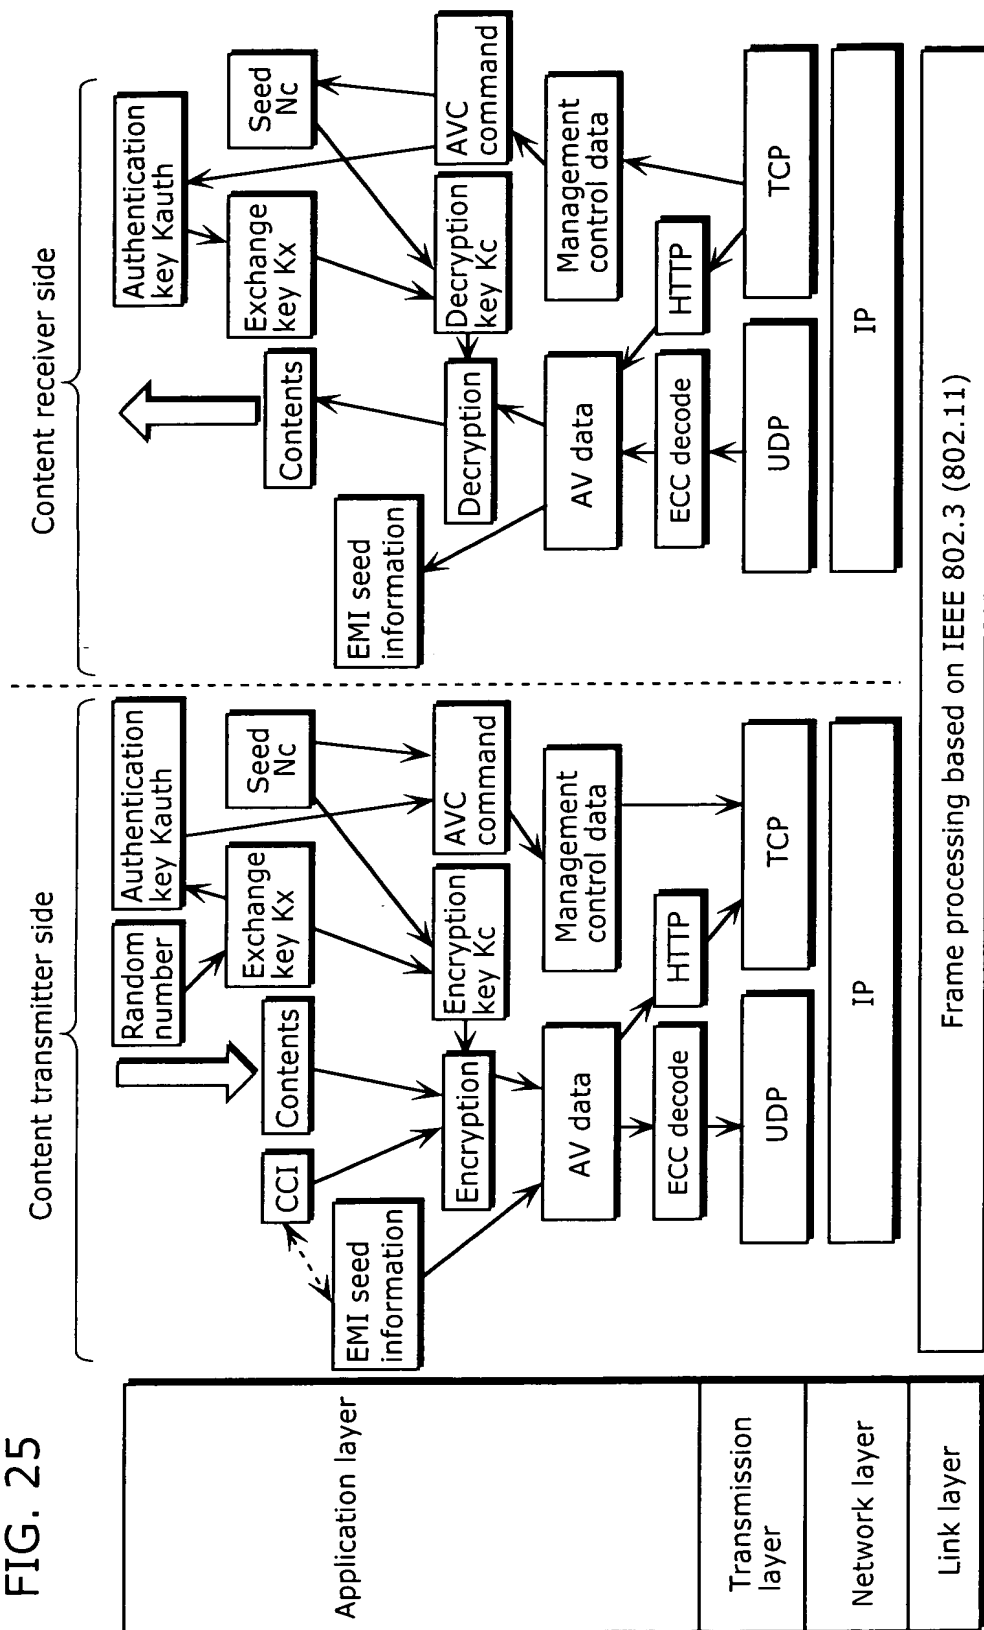 FIG. 25
Application layer
Transmission
layer
Network layer
Link layer
Content transmitter side
Random
number
Authentication
key Kauth
Contents
Exchange
key Kx
Seed
Nc
CCI
EMI seed
information
Encryption
Encryption
key Kc
AVC
command
AV data
Management
control data
ECC decode
HTTP
UDP
TCP
IP
Content receiver side
Authentication
key Kauth
Contents
Exchange
key Kx
Seed
Nc
EMI seed
information
Decryption
Decryption
key Kc
AVC
command
AV data
Management
control data
ECC decode
HTTP
UDP
TCP
IP
Frame processing based on IEEE 802.3 (802.11)